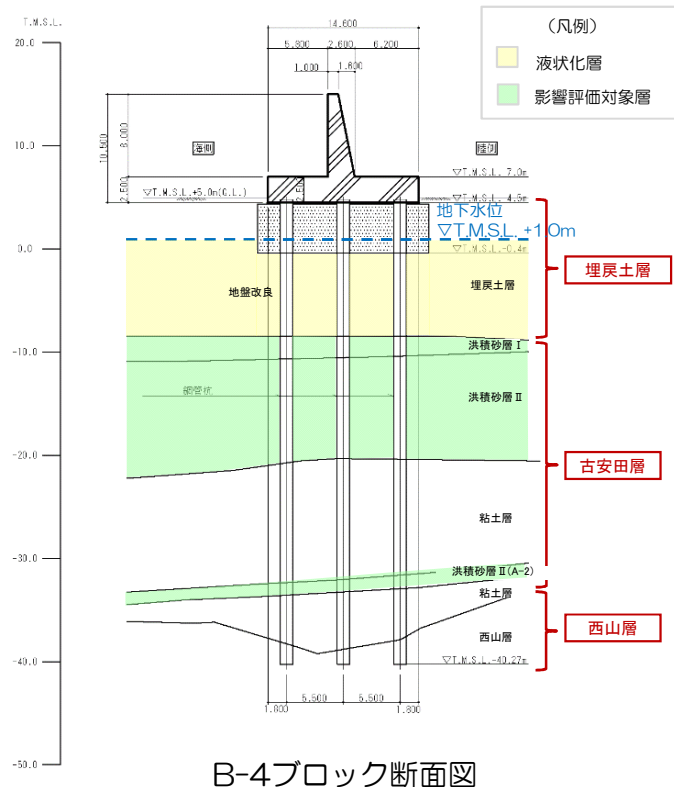 T.M.S.L.
20.0
10.0
0.0
-10.0
-20.0
-30.0
-40.0
-50.0
(凡例)
液状化層
影響評価対象層
14.600
5.800
2.600
6.200
1.000
1.600
10.500
8.000
2.500
2.500
海側
陸側
▽T.M.S.L. 7.0m
▽T.M.S.L.+5.0m(G.L.)
▽T.M.S.L. 4.5m
地下水位
▽T.M.S.L. +1.0m
▽T.M.S.L.-0.4m
地盤改良
埋戻土層
埋戻土層
洪積砂層Ⅰ
洪積砂層Ⅱ
鋼管杭
古安田層
粘土層
洪積砂層Ⅱ(A-2)
粘土層
西山層
西山層
▽T.M.S.L.-40.27m
5.500
5.500
1.800
1.800
B-4ブロック断面図